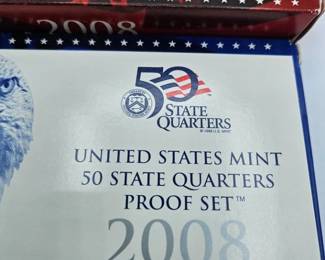 2008
50
STATE
QUARTERS
UNITED STATES MINT
50 STATE QUARTERS
PROOF SET™
2008